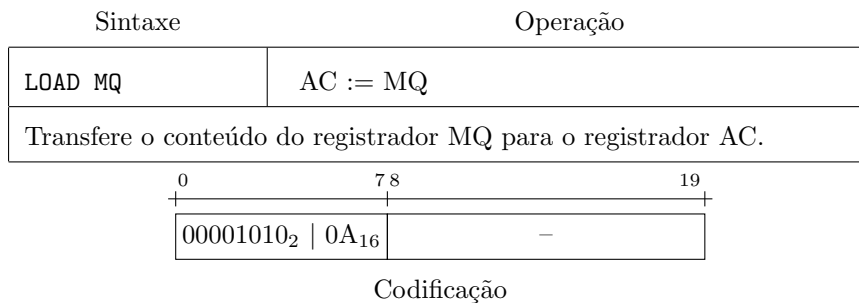 Sintaxe Operação
LOAD MQ AC := MQ
Transfere o conteúdo do registrador MQ para o registrador AC.
0 7 8 19
00001010₂ | 0A₁₆ –
Codificação